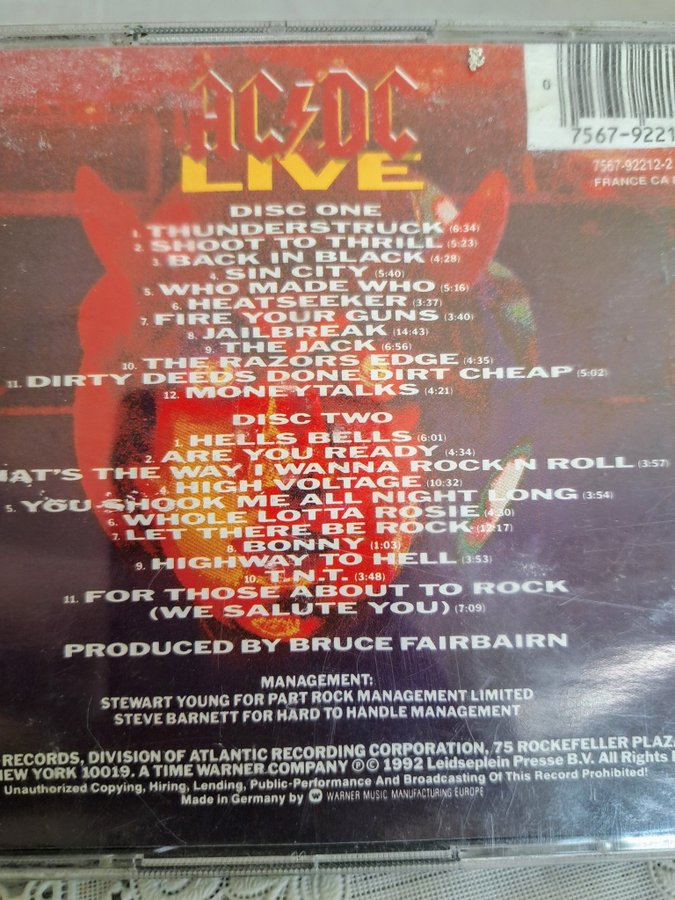 0
7567-9221
7567-92212-2
FRANCE CA
AC/DC
LIVE
DISC ONE
1. THUNDERSTRUCK (6:34)
2. SHOOT TO THRILL (5:23)
3. BACK IN BLACK (4:28)
4. SIN CITY (5:40)
5. WHO MADE WHO (5:16)
6. HEATSEEKER (3:37)
7. FIRE YOUR GUNS (3:40)
8. JAILBREAK (14:43)
9. THE JACK (6:56)
10. THE RAZORS EDGE (4:35)
11. DIRTY DEEDS DONE DIRT CHEAP (5:02)
12. MONEYTALKS (4:21)
DISC TWO
1. HELLS BELLS (6:01)
2. ARE YOU READY (4:34)
HAT'S THE WAY I WANNA ROCK N ROLL (3:57)
4. HIGH VOLTAGE (10:32)
5. YOU SHOOK ME ALL NIGHT LONG (3:54)
6. WHOLE LOTTA ROSIE (4:30)
7. LET THERE BE ROCK (12:17)
8. BONNY (1:03)
9. HIGHWAY TO HELL (3:53)
10. T.N.T. (3:48)
11. FOR THOSE ABOUT TO ROCK
(WE SALUTE YOU) (7:09)
PRODUCED BY BRUCE FAIRBAIRN
MANAGEMENT:
STEWART YOUNG FOR PART ROCK MANAGEMENT LIMITED
STEVE BARNETT FOR HARD TO HANDLE MANAGEMENT
RECORDS, DIVISION OF ATLANTIC RECORDING CORPORATION, 75 ROCKEFELLER PLAZA
NEW YORK 10019. A TIME WARNER COMPANY ℗© 1992 Leidseplein Presse B.V. All Rights
Unauthorized Copying, Hiring, Lending, Public-Performance And Broadcasting Of This Record Prohibited!
Made in Germany by WARNER MUSIC MANUFACTURING EUROPE